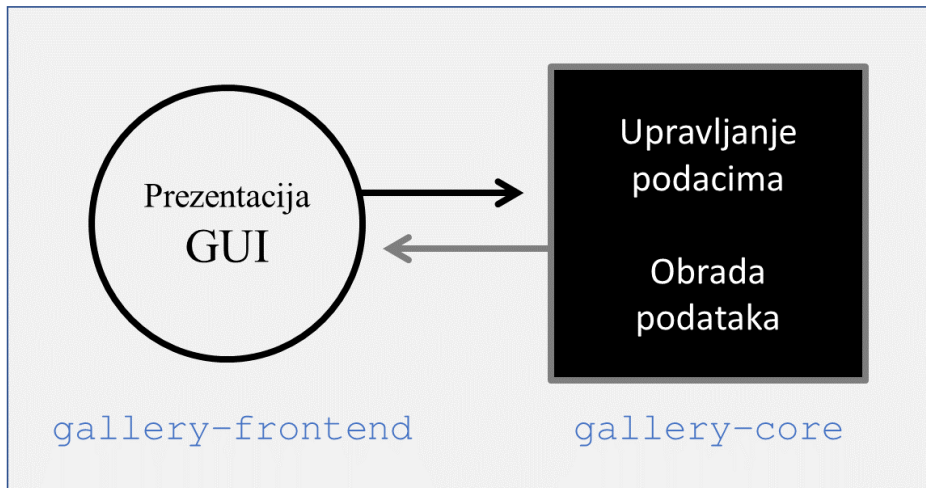 Prezentacija
GUI
Upravljanje
podacima
Obrada
podataka
gallery-frontend
gallery-core